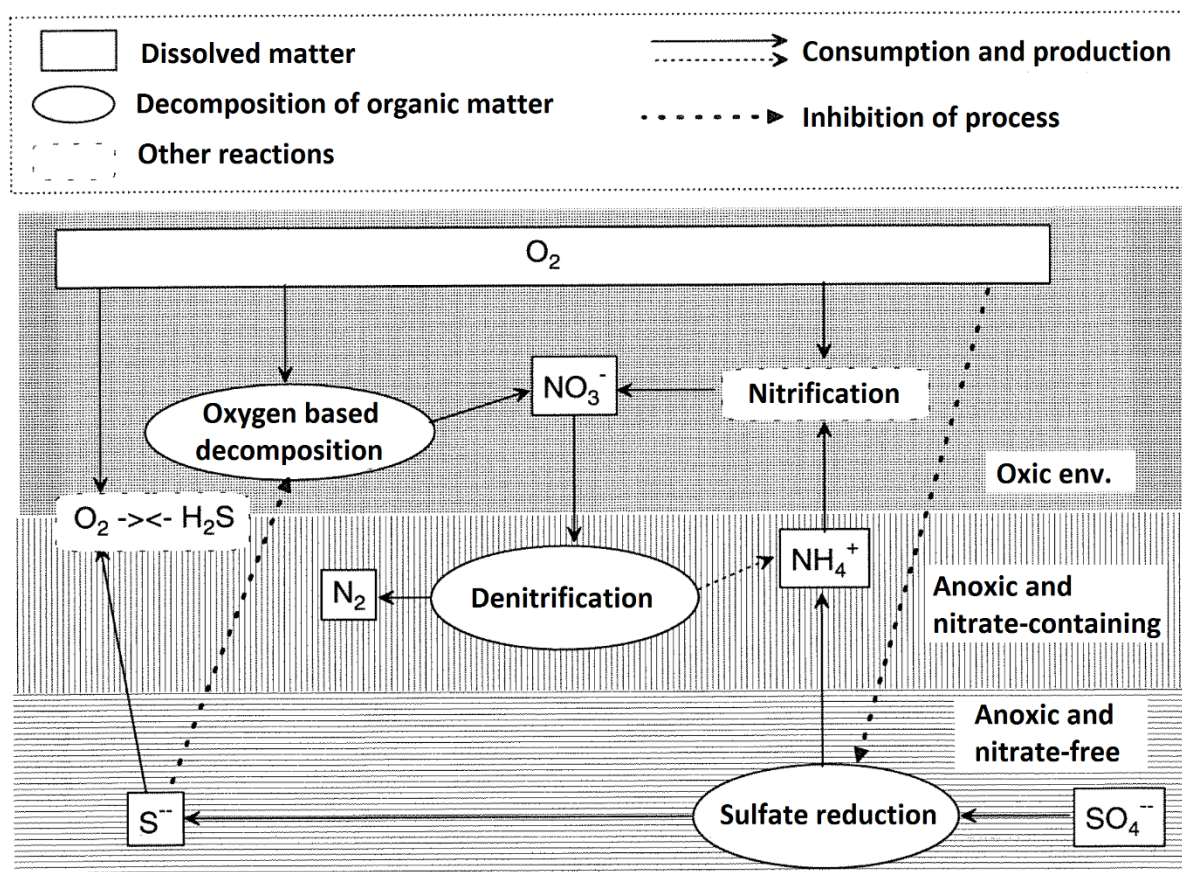 Dissolved matter
Consumption and production
Decomposition of organic matter
Inhibition of process
Other reactions
O₂
NO₃⁻
Nitrification
Oxygen based
decomposition
Oxic env.
O₂ -><- H₂S
NH₄⁺
N₂
Denitrification
Anoxic and
nitrate-containing
Anoxic and
nitrate-free
S⁻⁻
Sulfate reduction
SO₄⁻⁻